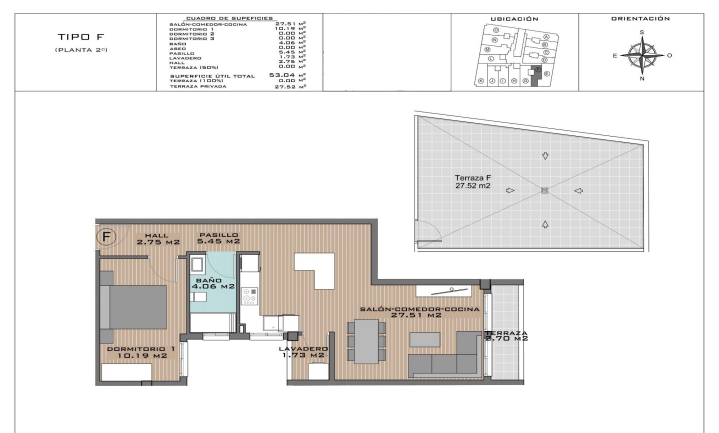 TIPO F
(PLANTA 2ª)
CUADRO DE SUPEFICIES
SALÓN-COMEDOR-COCINA 27.51 M²
DORMITORIO 1 10.19 M²
DORMITORIO 2 0.00 M²
DORMITORIO 3 0.00 M²
BAÑO 4.06 M²
ASEO 0.00 M²
PASILLO 5.45 M²
LAVADERO 1.73 M²
HALL 2.75 M²
TERRAZA (50%) 0.00 M²
SUPERFICIE ÚTIL TOTAL 53.04 M²
TERRAZA (100%) 0.00 M²
TERRAZA PRIVADA 27.52 M²
UBICACIÓN
ORIENTACIÓN
S
E O
N
Terraza F
27.52 m2
F
HALL
2.75 M2
PASILLO
5.45 M2
BAÑO
4.06 M2
SALÓN-COMEDOR-COCINA
27.51 M2
TERRAZA
2.70 M2
DORMITORIO 1
10.19 M2
LAVADERO
1.73 M2